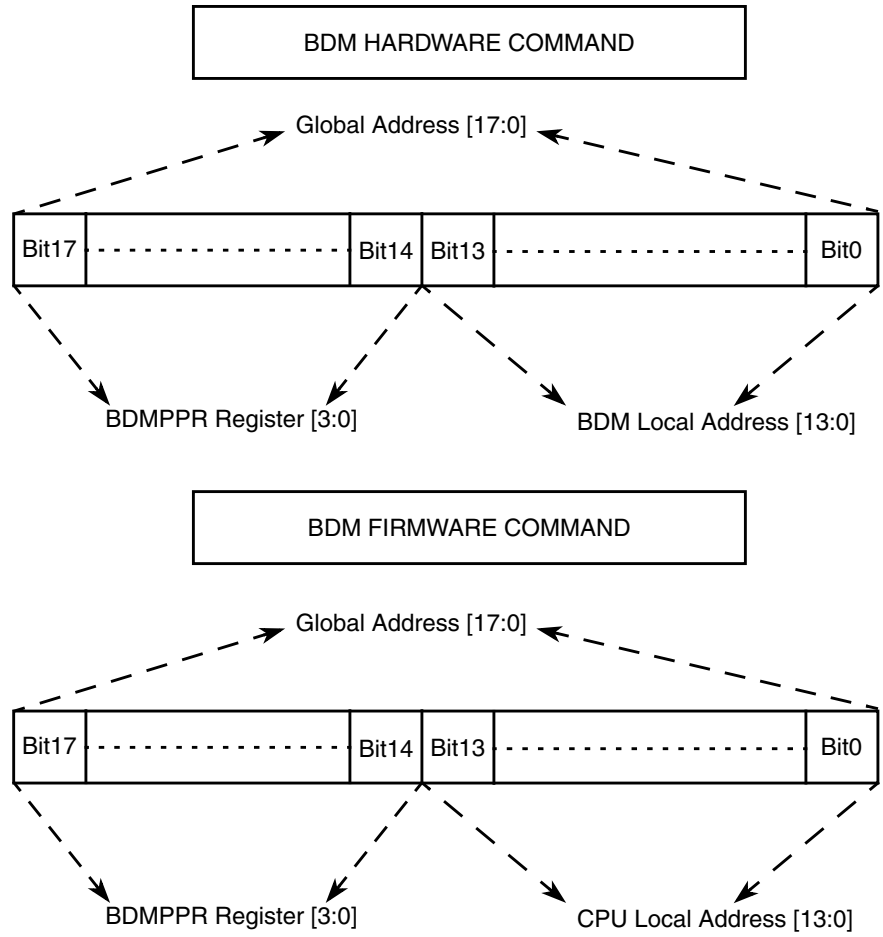 BDM HARDWARE COMMAND
Global Address [17:0]
Bit17 Bit14 Bit13 Bit0
BDMPPR Register [3:0]
BDM Local Address [13:0]
BDM FIRMWARE COMMAND
Global Address [17:0]
Bit17 Bit14 Bit13 Bit0
BDMPPR Register [3:0]
CPU Local Address [13:0]